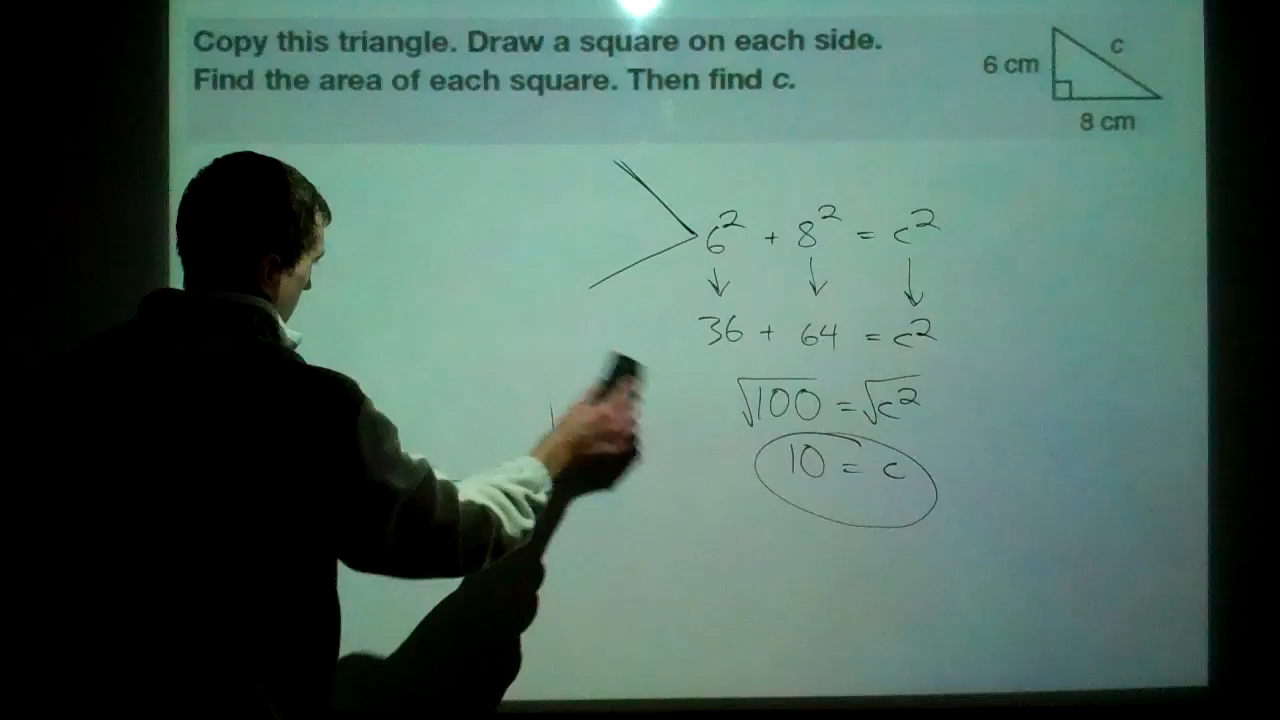 Copy this triangle. Draw a square on each side.
Find the area of each square. Then find c.
6 cm
c
8 cm
6² + 8² = c²
36 + 64 = c²
√100 = √c²
10 = c